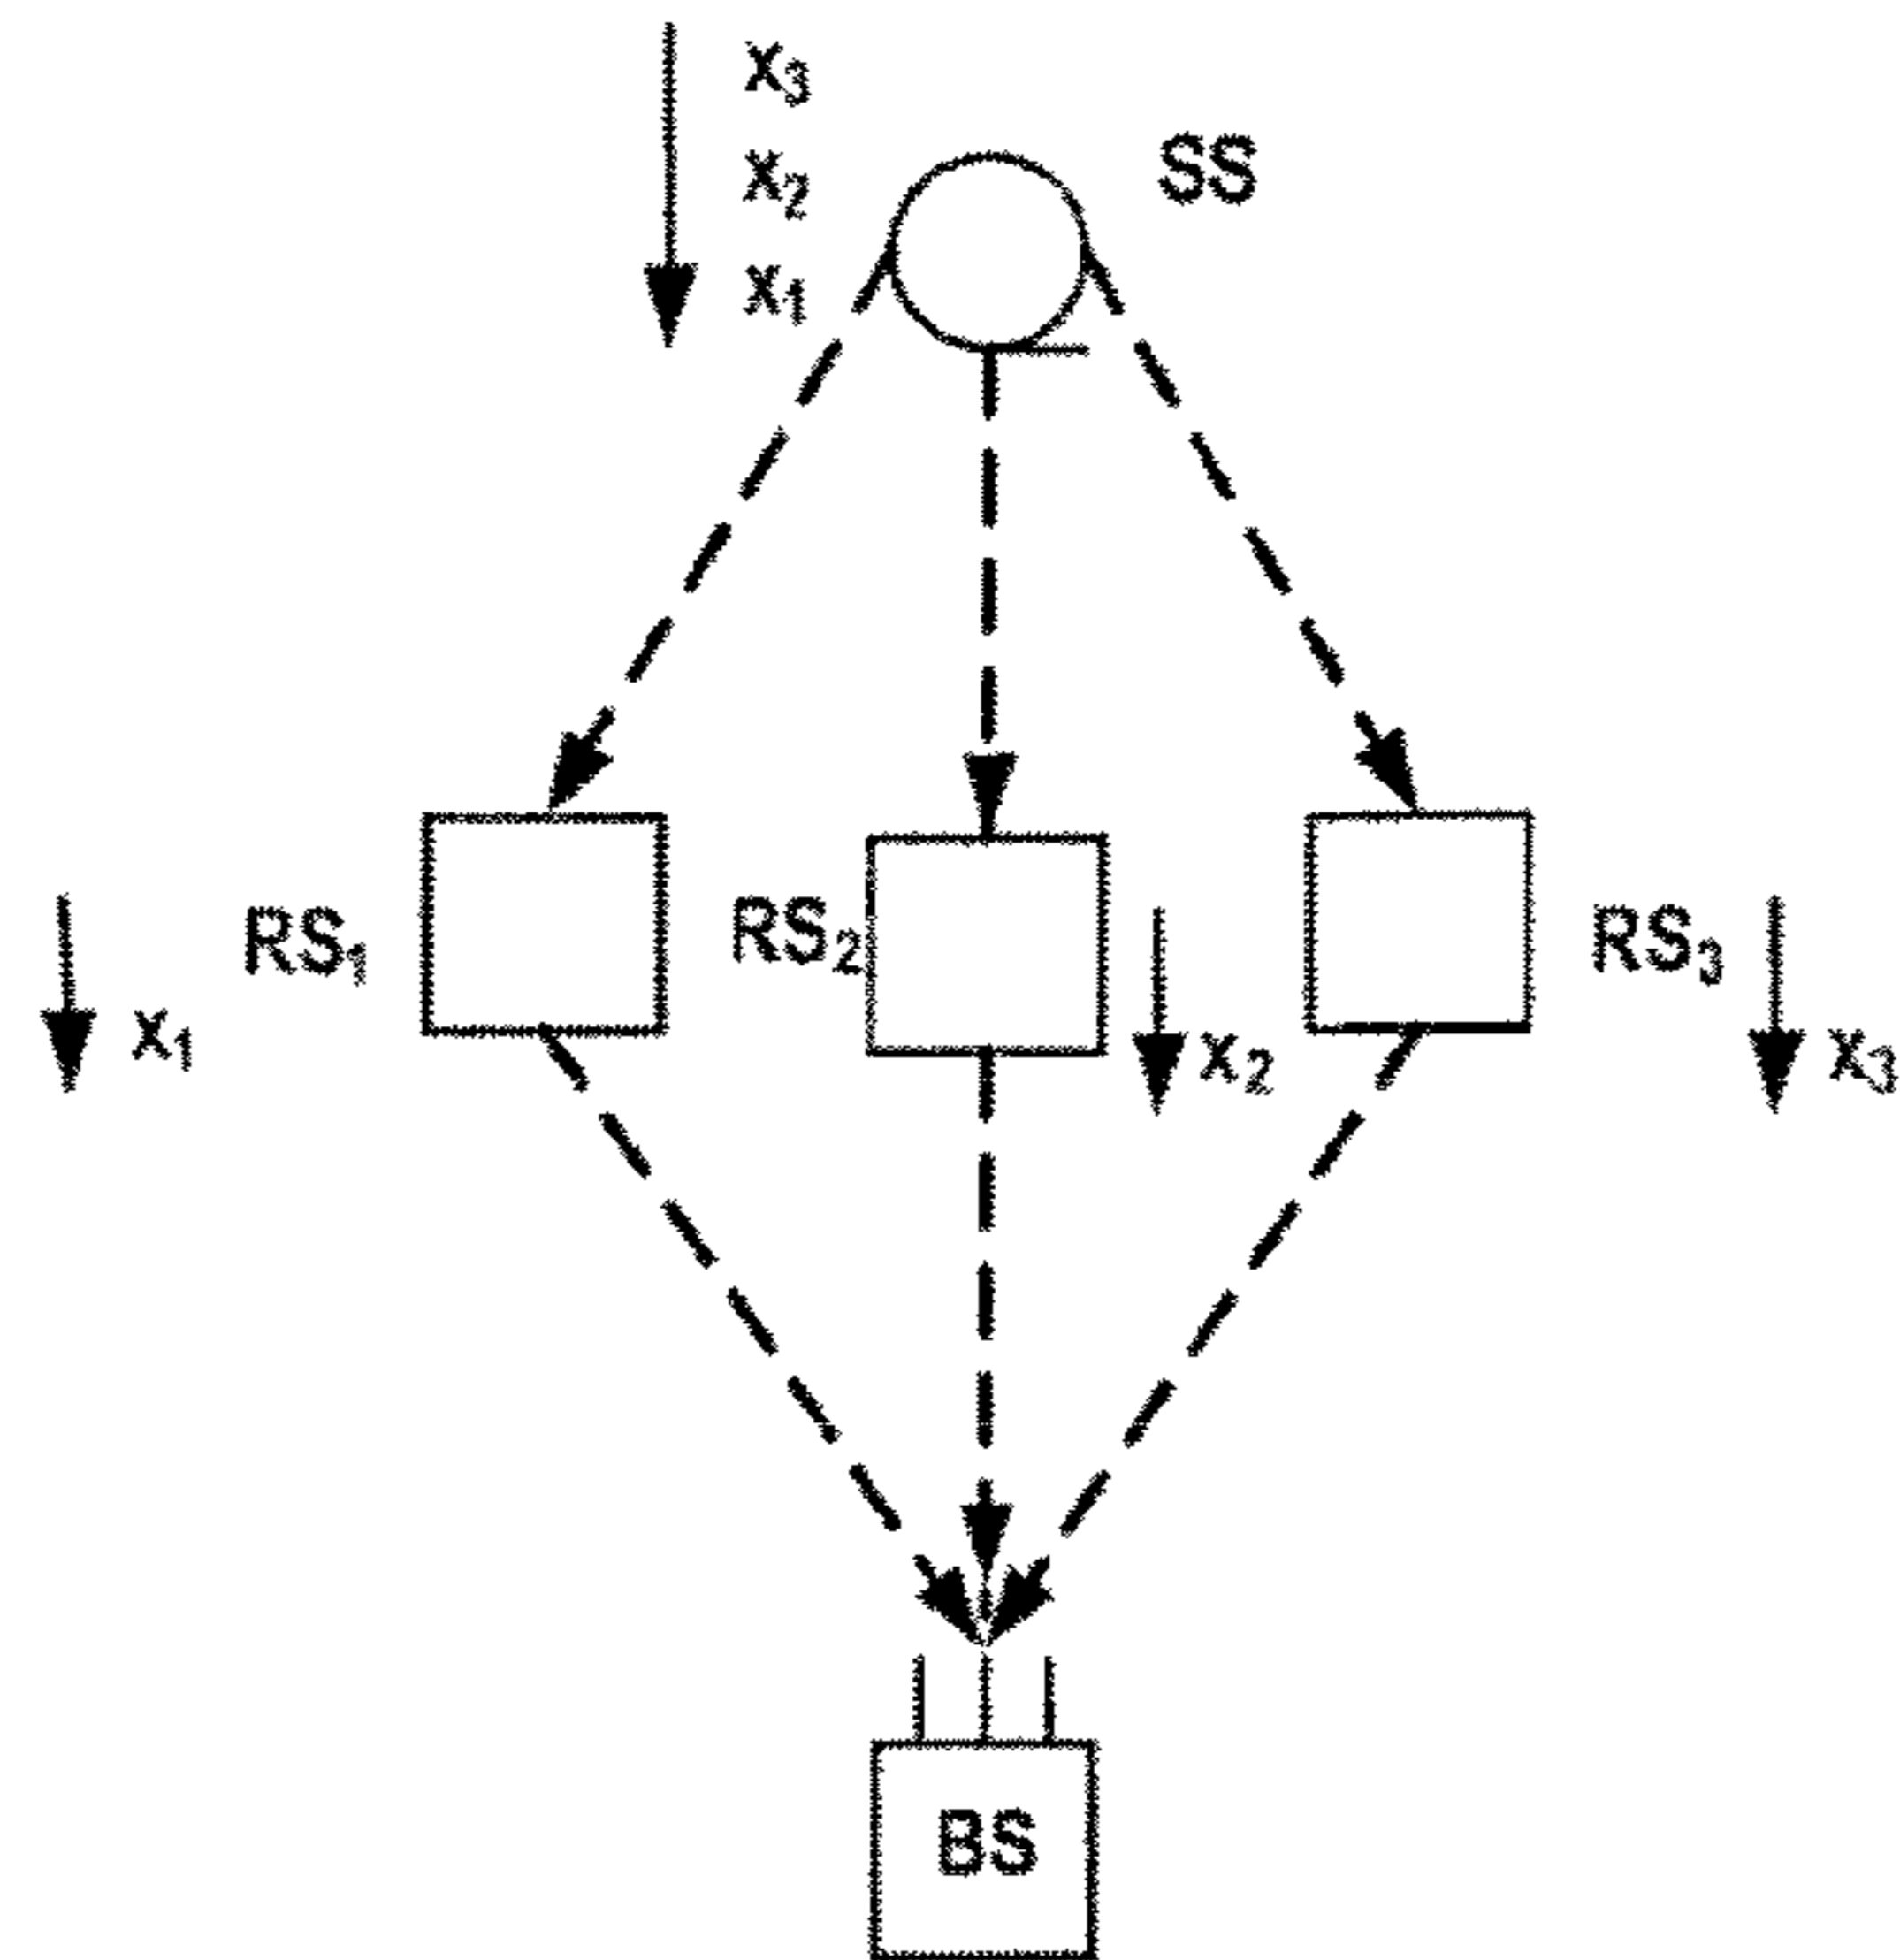 x₃
SS
x₂
x₁
RS₁
RS₂
RS₃
x₁
x₂
x₃
BS